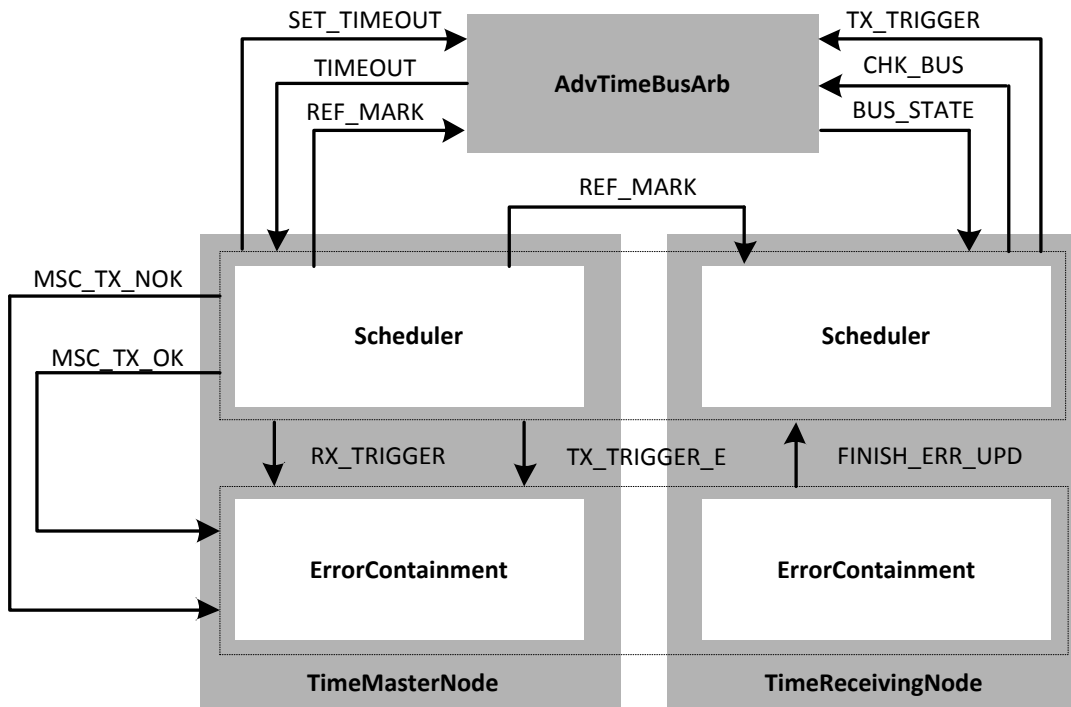 SET_TIMEOUT
TX_TRIGGER
TIMEOUT
CHK_BUS
AdvTimeBusArb
REF_MARK
BUS_STATE
REF_MARK
MSC_TX_NOK
Scheduler
Scheduler
MSC_TX_OK
RX_TRIGGER
TX_TRIGGER_E
FINISH_ERR_UPD
ErrorContainment
ErrorContainment
TimeMasterNode
TimeReceivingNode